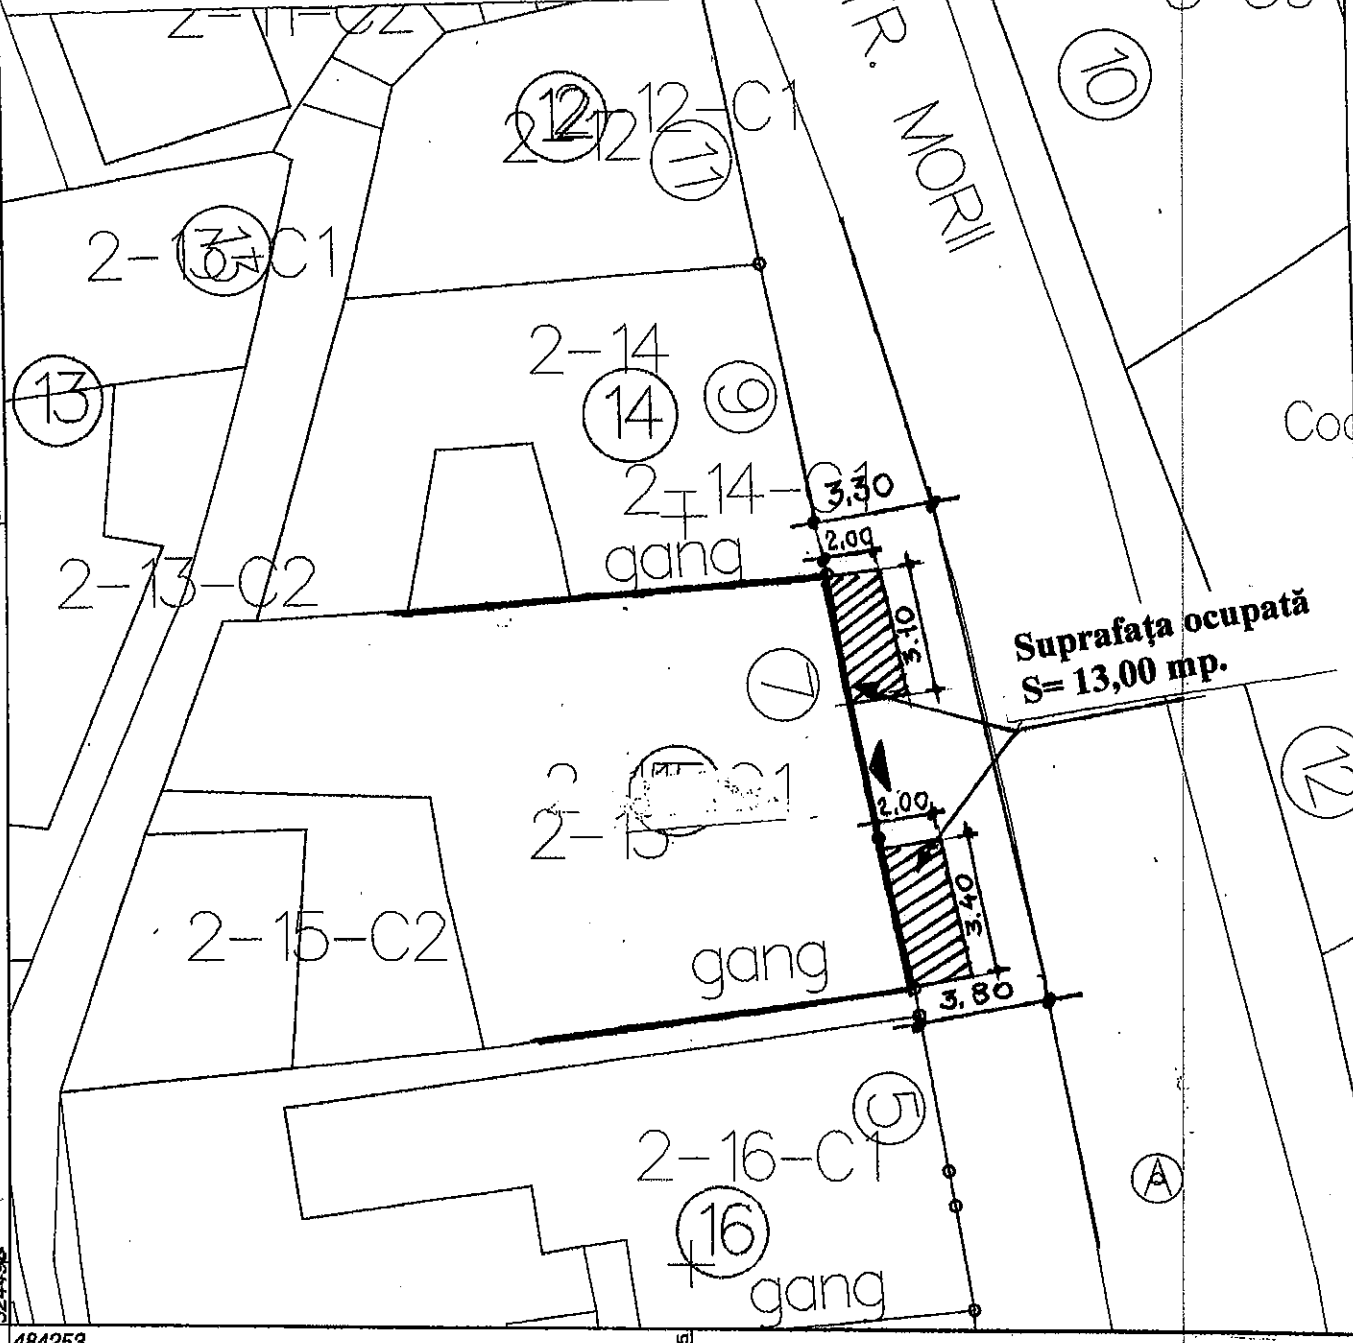 STR. MORII
10
12
2-12-C1
2-12
11
2-13-C1
13
2-14
14
9
2-14-C1
3,30
2,00
gang
2-13-C2
3.10
Suprafața ocupată
S= 13,00 mp.
7
12
2-15
2,00
2-15-C2
3.40
gang
3,80
5
2-16-C1
A
16
gang
484253